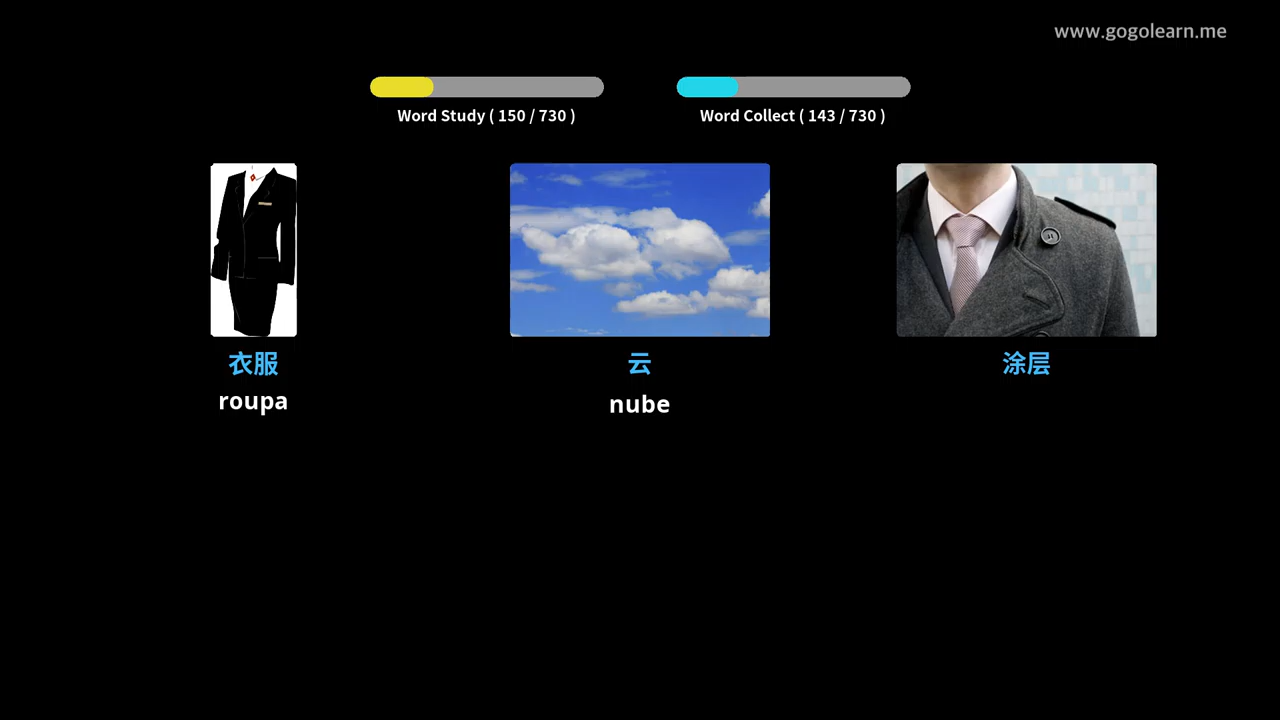 www.gogolearn.me
Word Study ( 150 / 730 )
Word Collect ( 143 / 730 )
衣服
云
涂层
roupa
nube